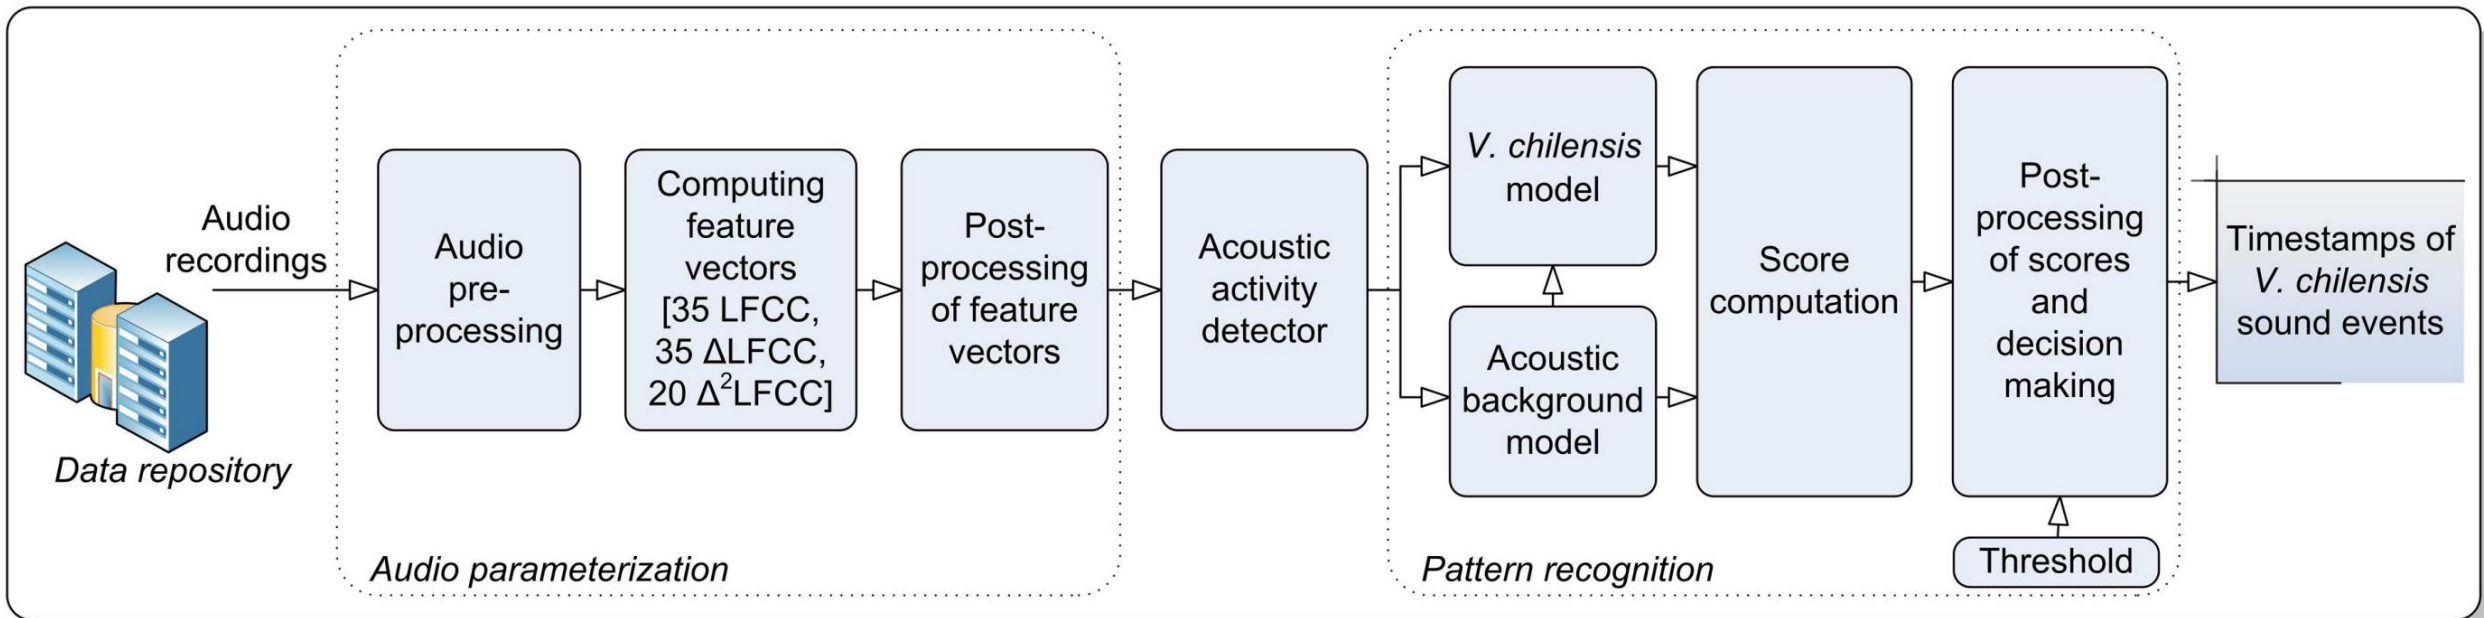 Audio
recordings
Data repository
Audio
pre-
processing
Computing
feature
vectors
[35 LFCC,
35 ΔLFCC,
20 Δ²LFCC]
Post-
processing
of feature
vectors
Audio parameterization
Acoustic
activity
detector
V. chilensis
model
Acoustic
background
model
Score
computation
Post-
processing
of scores
and
decision
making
Threshold
Pattern recognition
Timestamps of
V. chilensis
sound events